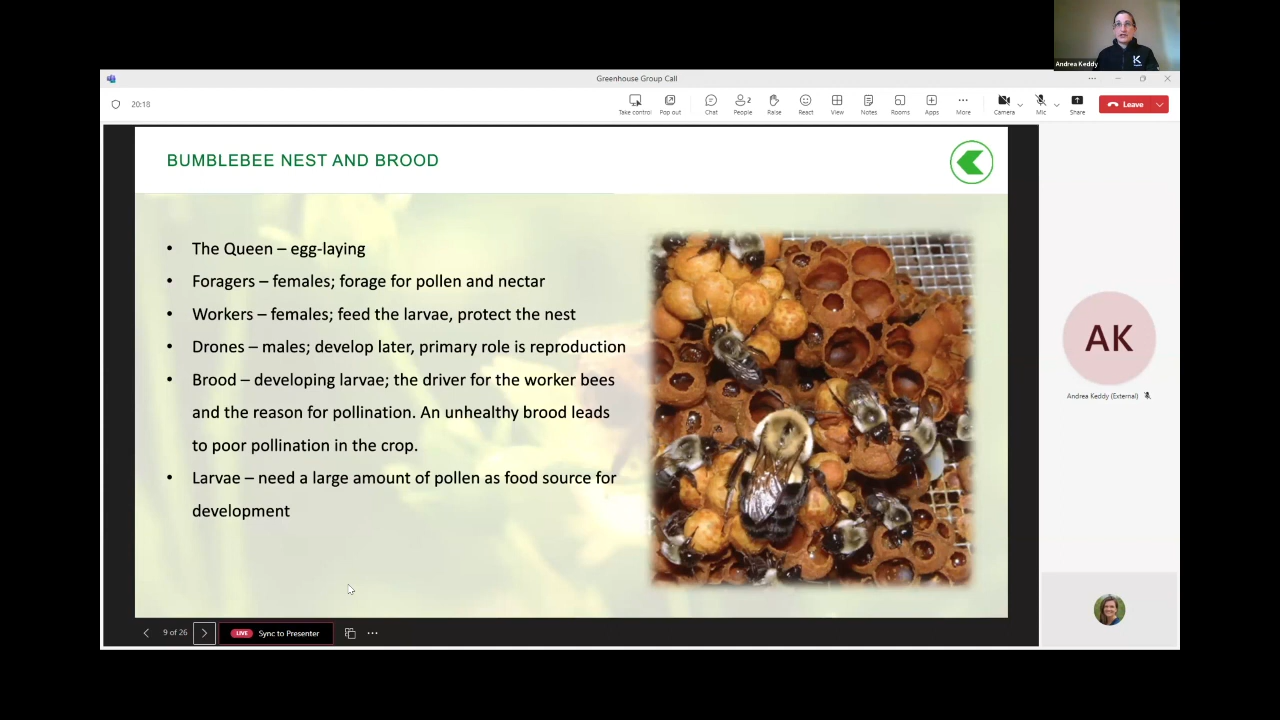 Andrea Keddy
K
Greenhouse Group Call
20:18
Take control
Pop out
Chat
2
People
Raise
React
View
Notes
Rooms
Apps
More
Camera
Mic
Share
Leave
BUMBLEBEE NEST AND BROOD
• The Queen – egg-laying
• Foragers – females; forage for pollen and nectar
• Workers – females; feed the larvae, protect the nest
• Drones – males; develop later, primary role is reproduction
• Brood – developing larvae; the driver for the worker bees
and the reason for pollination. An unhealthy brood leads
to poor pollination in the crop.
• Larvae – need a large amount of pollen as food source for
development
AK
Andrea Keddy (External)
9 of 26
LIVE Sync to Presenter